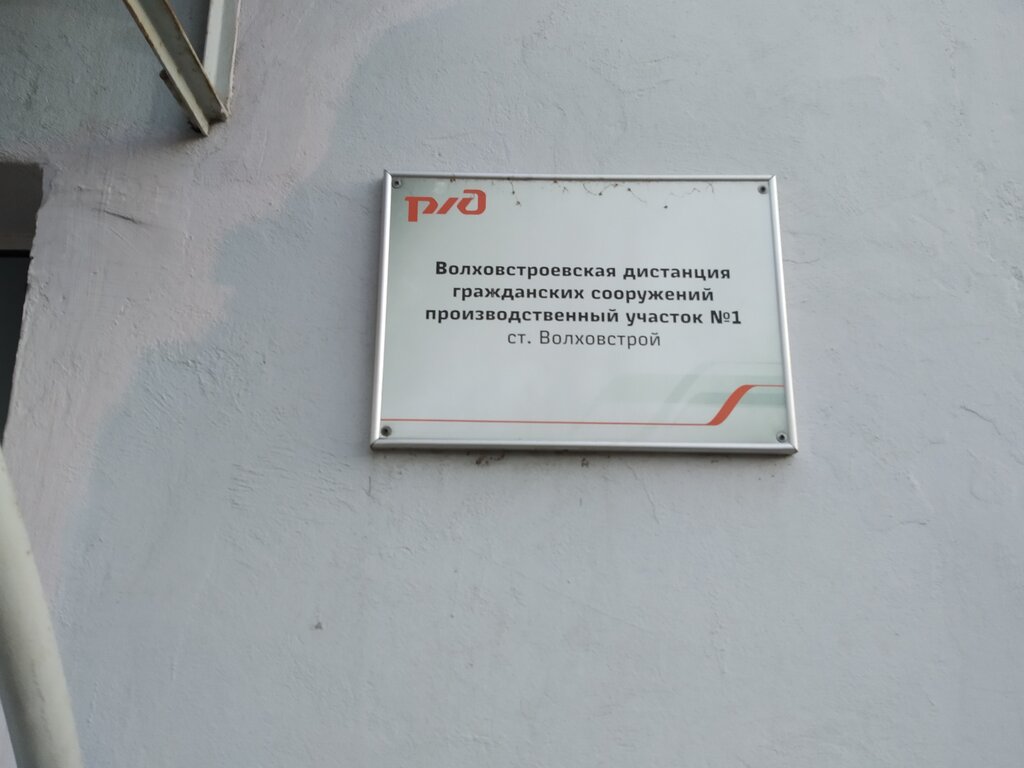 ржд
Волховстроевская дистанция
гражданских сооружений
производственный участок №1
ст. Волховстрой